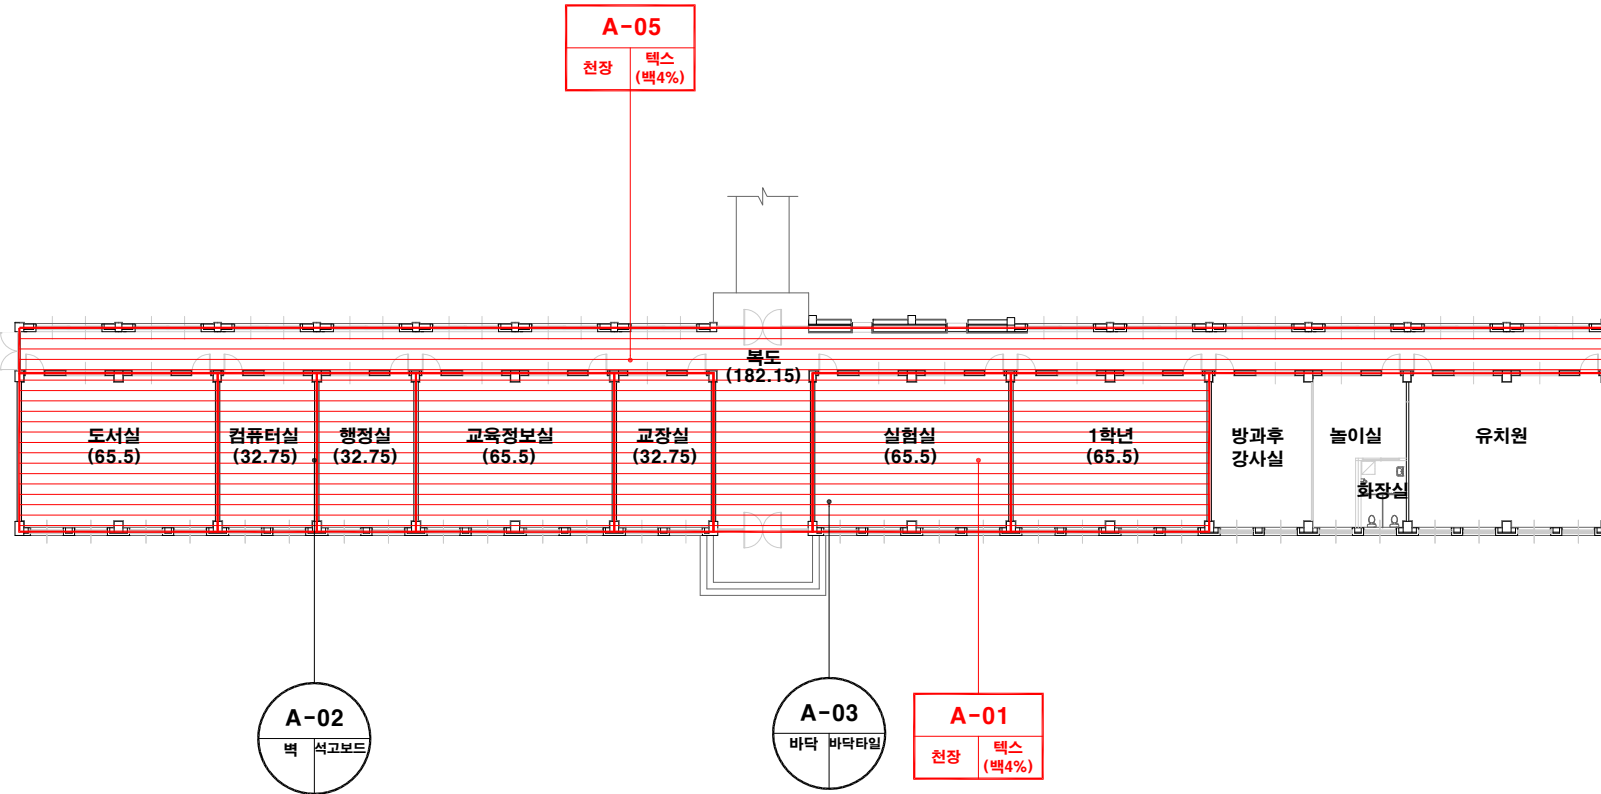 A-05
천장
텍스
(백4%)
복도
(182.15)
도서실
(65.5)
컴퓨터실
(32.75)
행정실
(32.75)
교육정보실
(65.5)
교장실
(32.75)
실험실
(65.5)
1학년
(65.5)
방과후
강사실
놀이실
화장실
유치원
A-02
벽
석고보드
A-03
바닥
바닥타일
A-01
천장
텍스
(백4%)